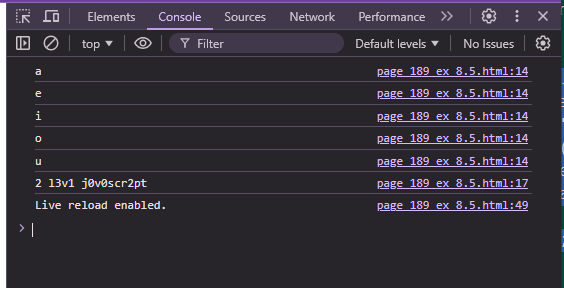 Elements Console Sources Network Performance
top Filter Default levels No Issues
a page 189 ex 8.5.html:14
e page 189 ex 8.5.html:14
i page 189 ex 8.5.html:14
o page 189 ex 8.5.html:14
u page 189 ex 8.5.html:14
2 l3v1 j0v0scr2pt page 189 ex 8.5.html:17
Live reload enabled. page 189 ex 8.5.html:49